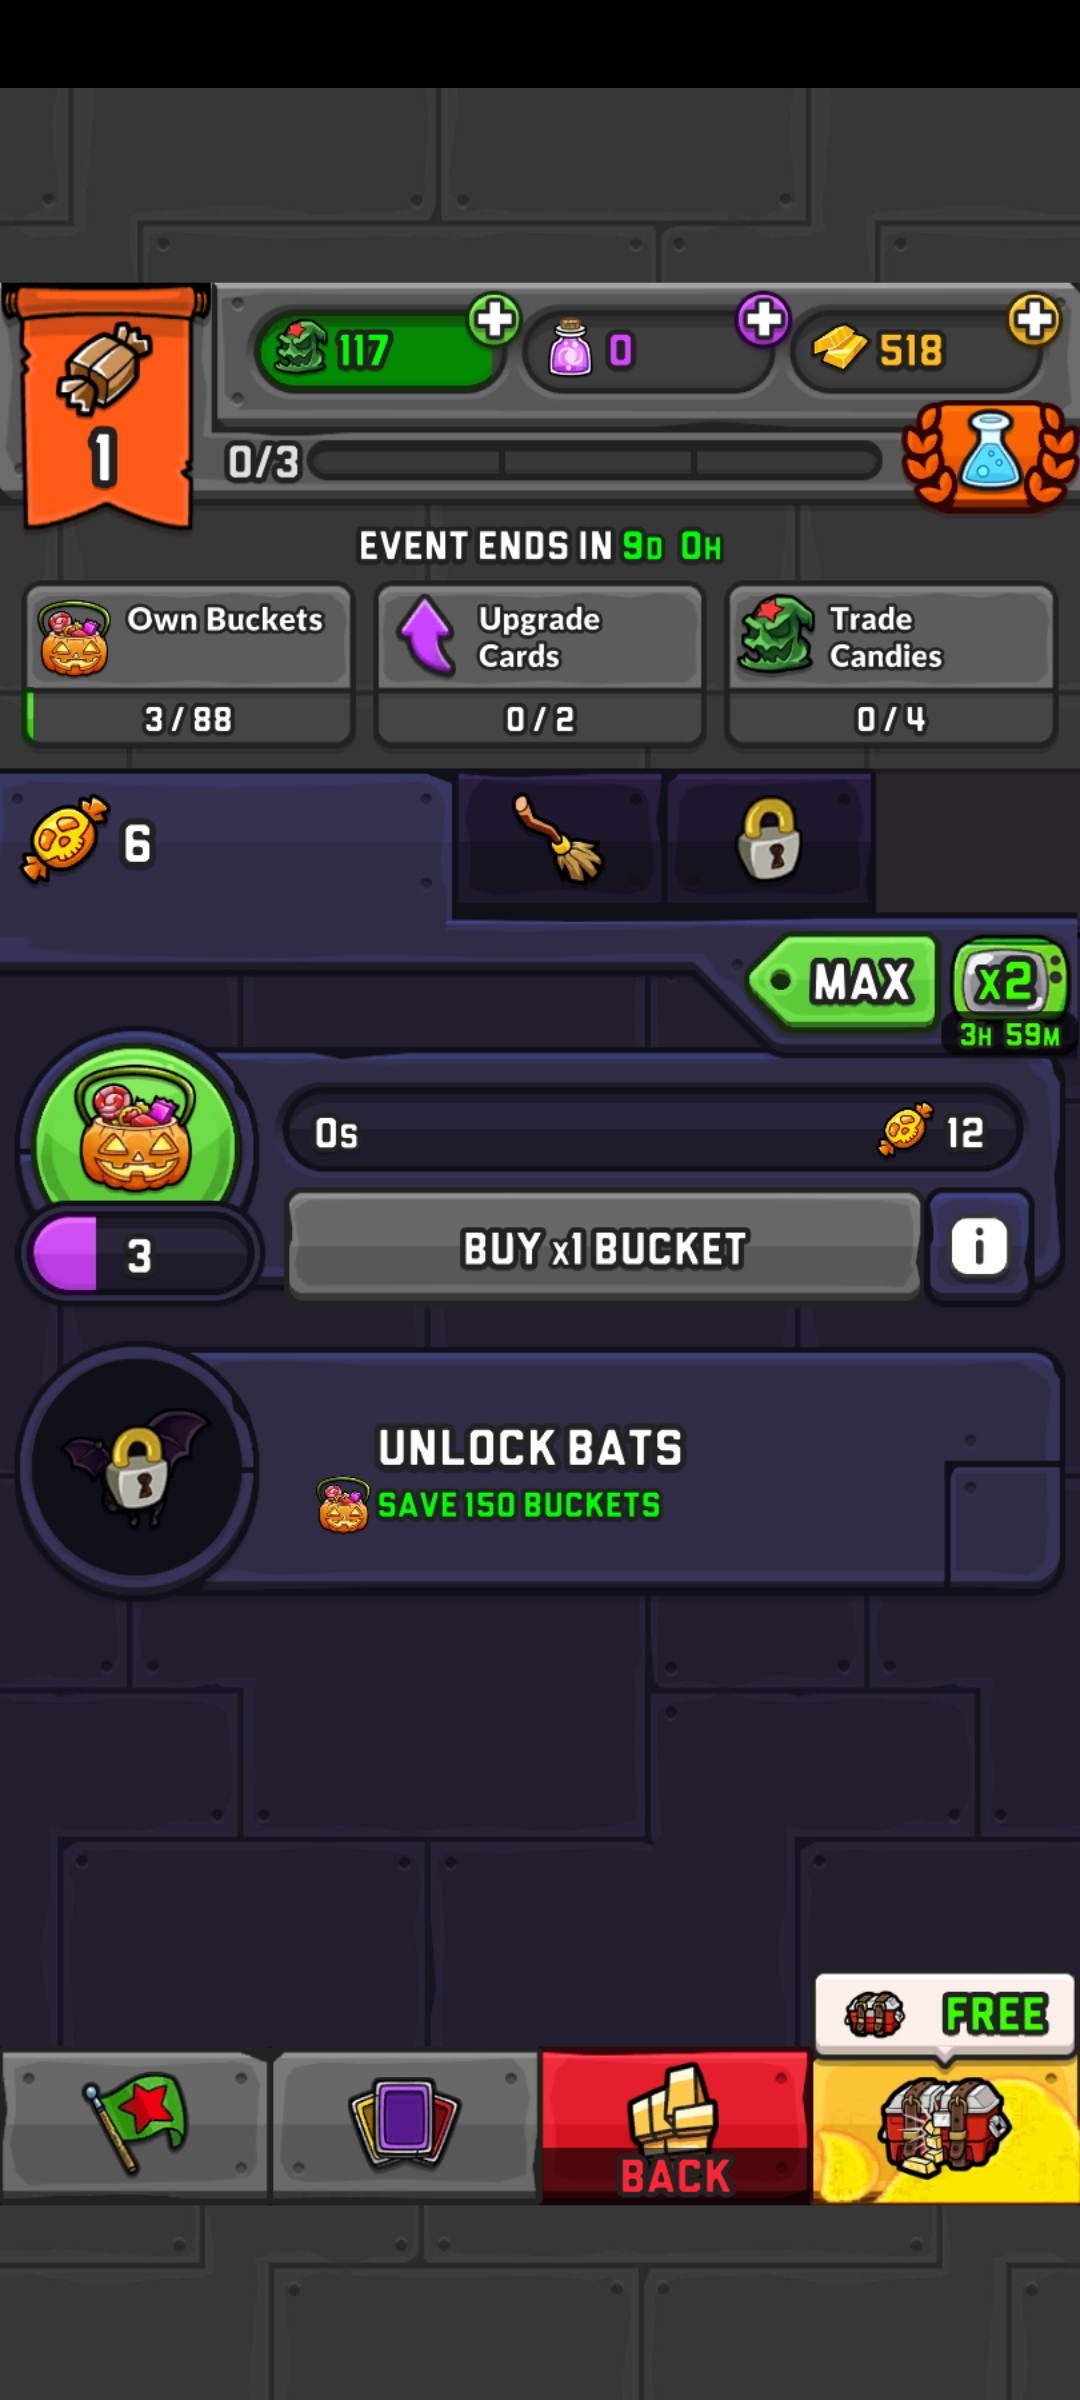 117
0
518
1
0/3
EVENT ENDS IN 9D 0H
Own Buckets
3 / 88
Upgrade
Cards
0 / 2
Trade
Candies
0 / 4
6
MAX
x2
3H 59M
0s
12
3
BUY x1 BUCKET
i
UNLOCK BATS
SAVE 150 BUCKETS
FREE
BACK